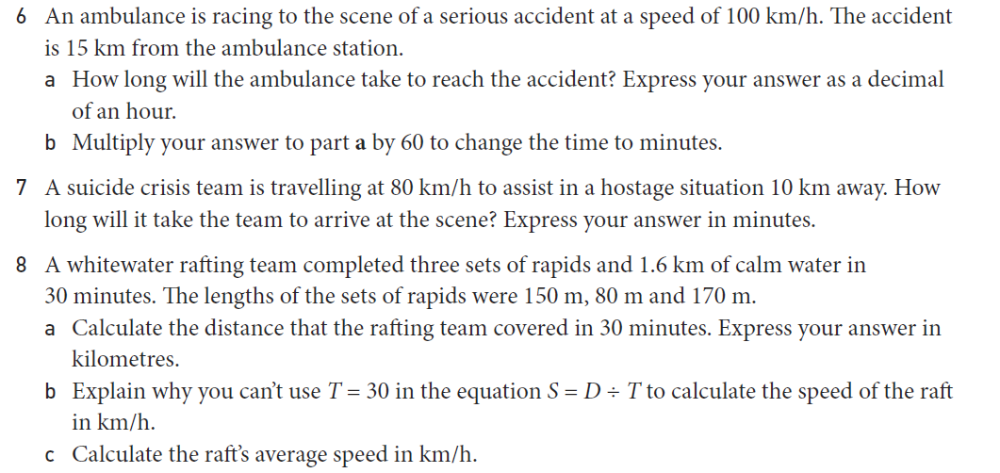 6 An ambulance is racing to the scene of a serious accident at a speed of 100 km/h. The accident
is 15 km from the ambulance station.
a How long will the ambulance take to reach the accident? Express your answer as a decimal
of an hour.
b Multiply your answer to part a by 60 to change the time to minutes.
7 A suicide crisis team is travelling at 80 km/h to assist in a hostage situation 10 km away. How
long will it take the team to arrive at the scene? Express your answer in minutes.
8 A whitewater rafting team completed three sets of rapids and 1.6 km of calm water in
30 minutes. The lengths of the sets of rapids were 150 m, 80 m and 170 m.
a Calculate the distance that the rafting team covered in 30 minutes. Express your answer in
kilometres.
b Explain why you can't use T = 30 in the equation S = D ÷ T to calculate the speed of the raft
in km/h.
c Calculate the raft's average speed in km/h.